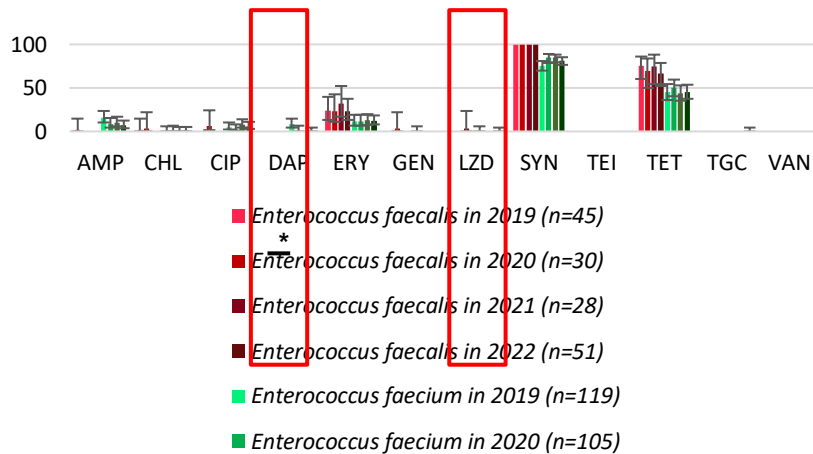 100
50
0
AMP CHL CIP DAP ERY GEN LZD SYN TEI TET TGC VAN
Enterococcus faecalis in 2019 (n=45)
*
Enterococcus faecalis in 2020 (n=30)
Enterococcus faecalis in 2021 (n=28)
Enterococcus faecalis in 2022 (n=51)
Enterococcus faecium in 2019 (n=119)
Enterococcus faecium in 2020 (n=105)